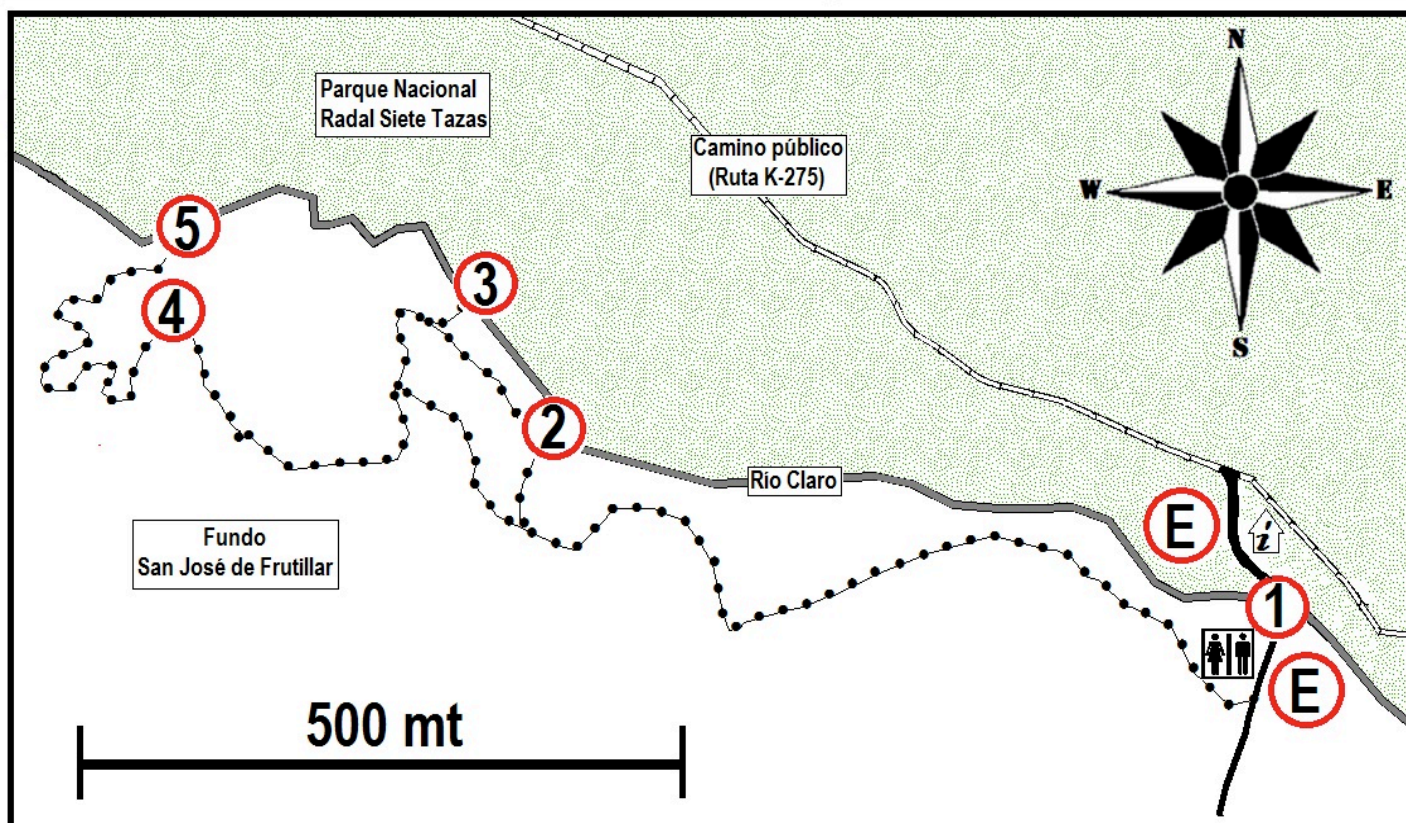 N
Parque Nacional
Radal Siete Tazas
Camino público
(Ruta K-275)
W
E
5
3
4
S
2
Río Claro
E
i
Fundo
San José de Frutillar
1
E
500 mt